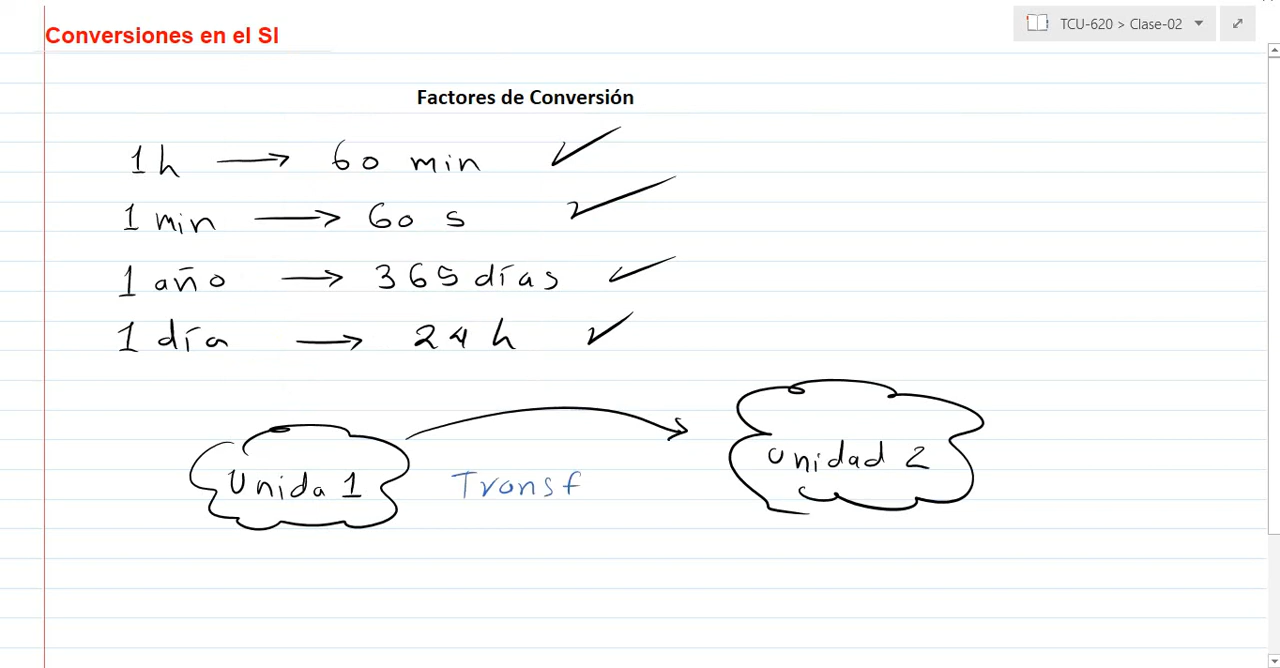 Conversiones en el SI
TCU-620 > Clase-02
Factores de Conversión
1 h → 60 min ✓
1 min → 60 s ✓
1 año → 365 días ✓
1 día → 24 h ✓
Unida 1
Transf
Unidad 2